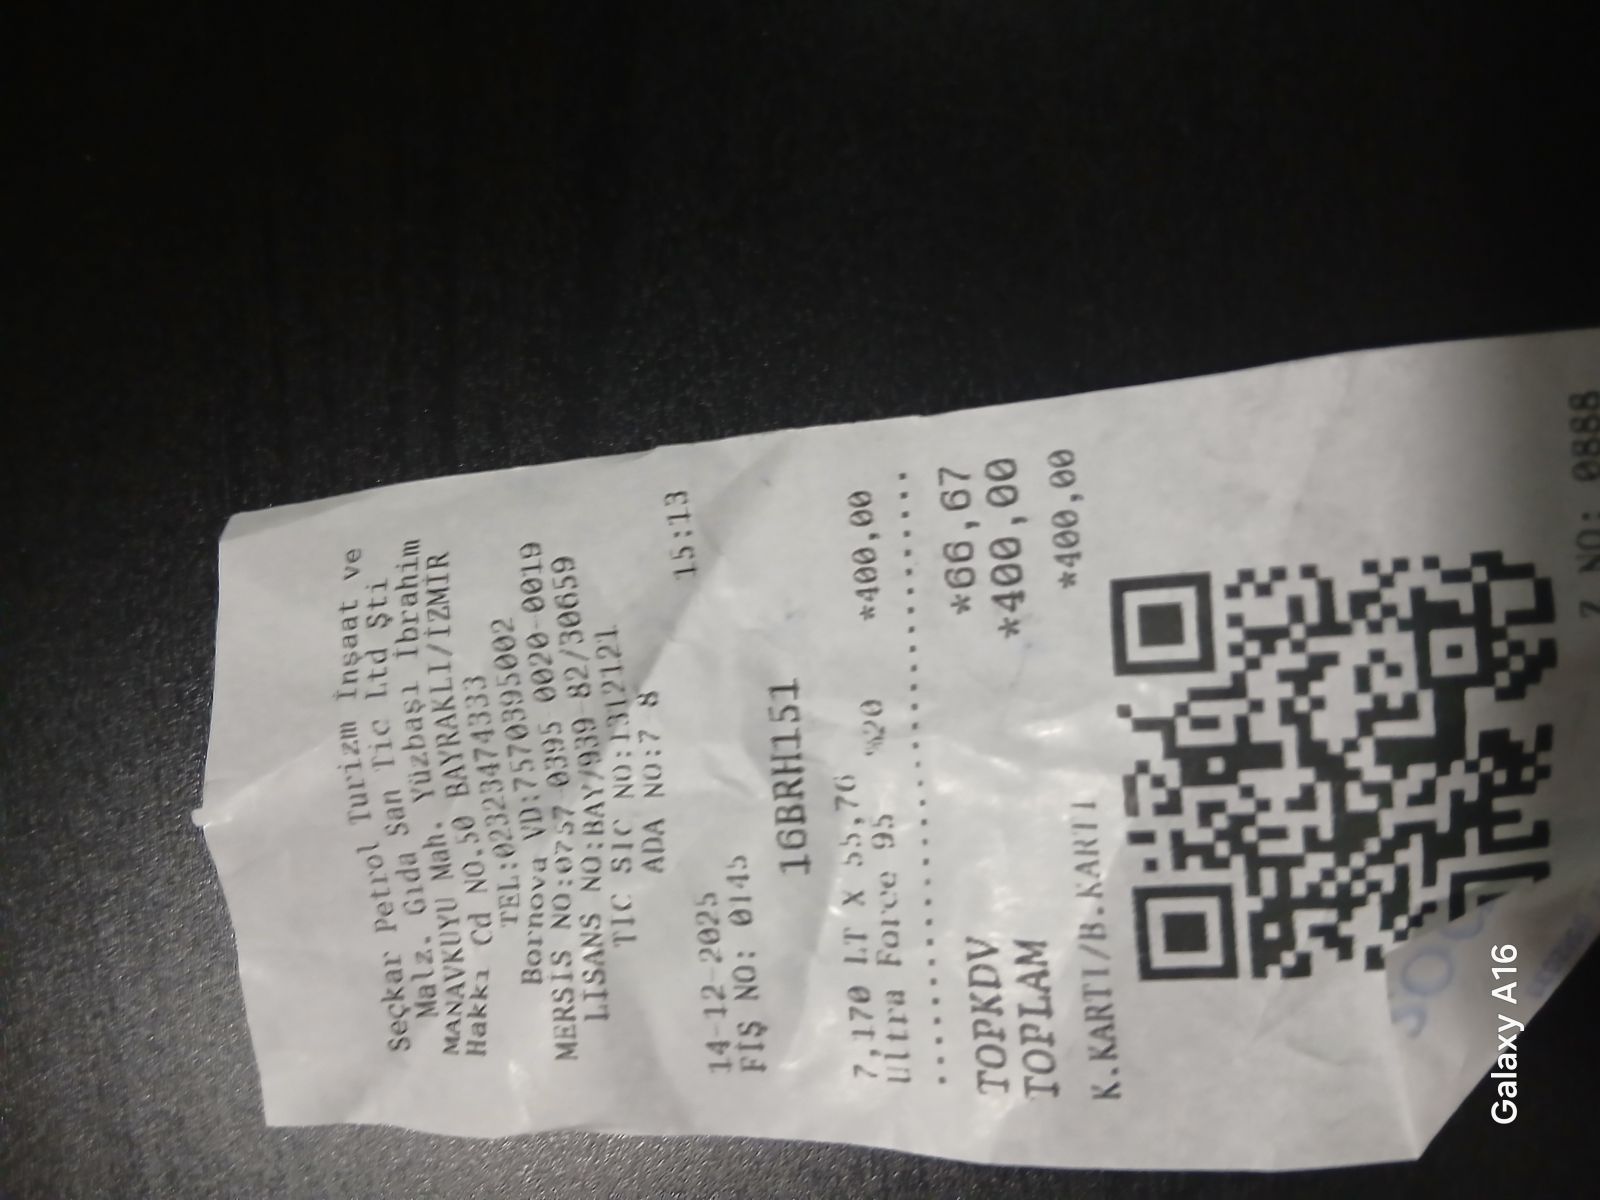 Seçkar Petrol Turizm İnşaat ve
Malz. Gıda San Tic Ltd Şti
MANAVKUYU Mah. Yüzbaşı İbrahim
Hakkı Cd NO.50 BAYRAKLI/İZMİR
TEL:02323474333
Bornova VD:7570395002
MERSIS NO:0757 0395 0020-0019
LISANS NO:BAY/939-82/30659
TIC SIC NO:1312121
ADA NO:7-8
14-12-2025 15:13
FİŞ NO: 0145
16BRH151
7,170 LT X 55,76
Ultra Force 95 %20 *400,00
TOPKDV *66,67
TOPLAM *400,00
K.KARTI/B.KARTI *400,00
Z NO: 0888
Galaxy A16